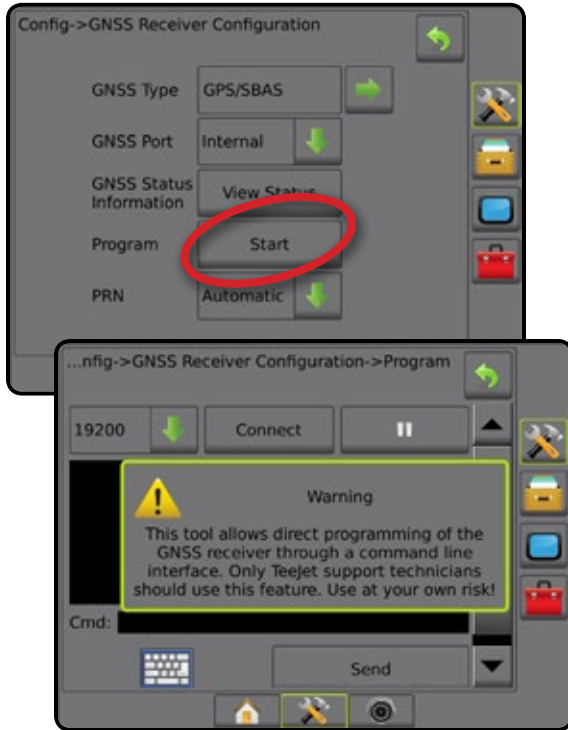 Config->GNSS Receiver Configuration
GNSS Type
GPS/SBAS
GNSS Port
Internal
GNSS Status
Information
View Status
Program
Start
PRN
Automatic
...nfig->GNSS Receiver Configuration->Program
19200
Connect
Warning
This tool allows direct programming of the
GNSS receiver through a command line
interface. Only TeeJet support technicians
should use this feature. Use at your own risk!
Cmd:
Send